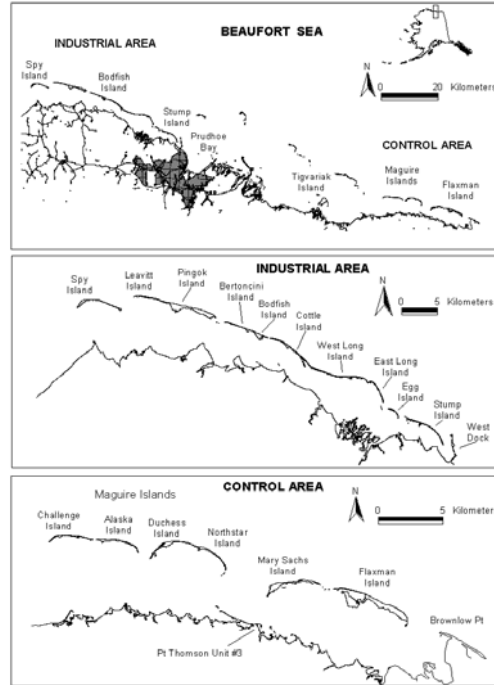 BEAUFORT SEA
INDUSTRIAL AREA
Spy
Island
Bodfish
Island
Stump
Island
Prudhoe
Bay
N
0 20 Kilometers
CONTROL AREA
Tigvariak
Island
Maguire
Islands
Flaxman
Island
INDUSTRIAL AREA
Spy
Island
Leavitt
Island
Pingok
Island
Bertoncini
Island
Bodfish
Island
Cottle
Island
West Long
Island
East Long
Island
Egg
Island
Stump
Island
West
Dock
N
0 5
Kilometers
CONTROL AREA
Maguire Islands
Challenge
Island
Alaska
Island
Duchess
Island
Northstar
Island
Mary Sachs
Island
Flaxman
Island
Brownlow Pt
Pt Thomson Unit #3
N
0 5
Kilometer